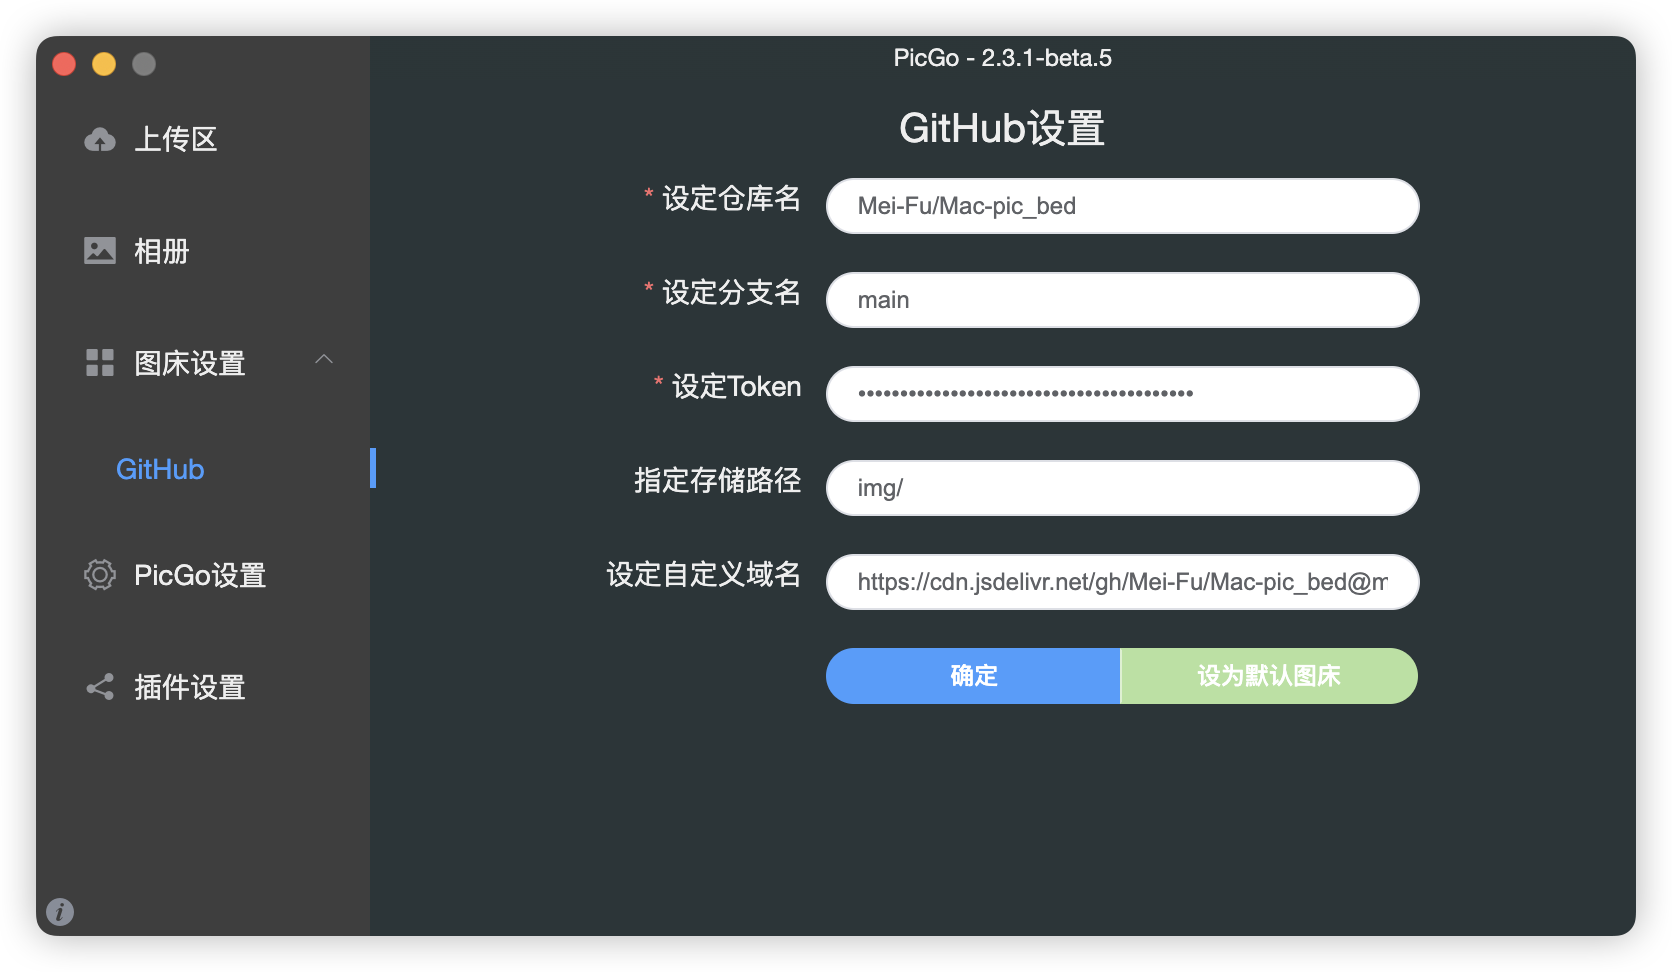 PicGo - 2.3.1-beta.5
上传区
相册
图床设置
GitHub
PicGo设置
插件设置
GitHub设置
* 设定仓库名
Mei-Fu/Mac-pic_bed
* 设定分支名
main
* 设定Token
••••••••••••••••••••••••••••••••••••••••
指定存储路径
img/
设定自定义域名
https://cdn.jsdelivr.net/gh/Mei-Fu/Mac-pic_bed@m
确定
设为默认图床